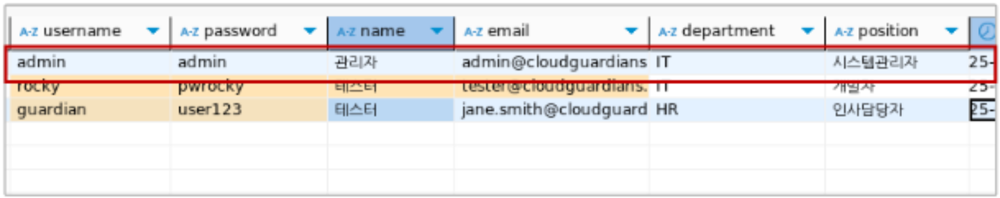 A-Z username A-Z password A-Z name A-Z email A-Z department A-Z position
admin admin 관리자 admin@cloudguardians IT 시스템관리자 25-
rocky pwrocky 테스터 tester@cloudguardians. IT 개발자 25-
guardian user123 테스터 jane.smith@cloudguard HR 인사담당자 25-